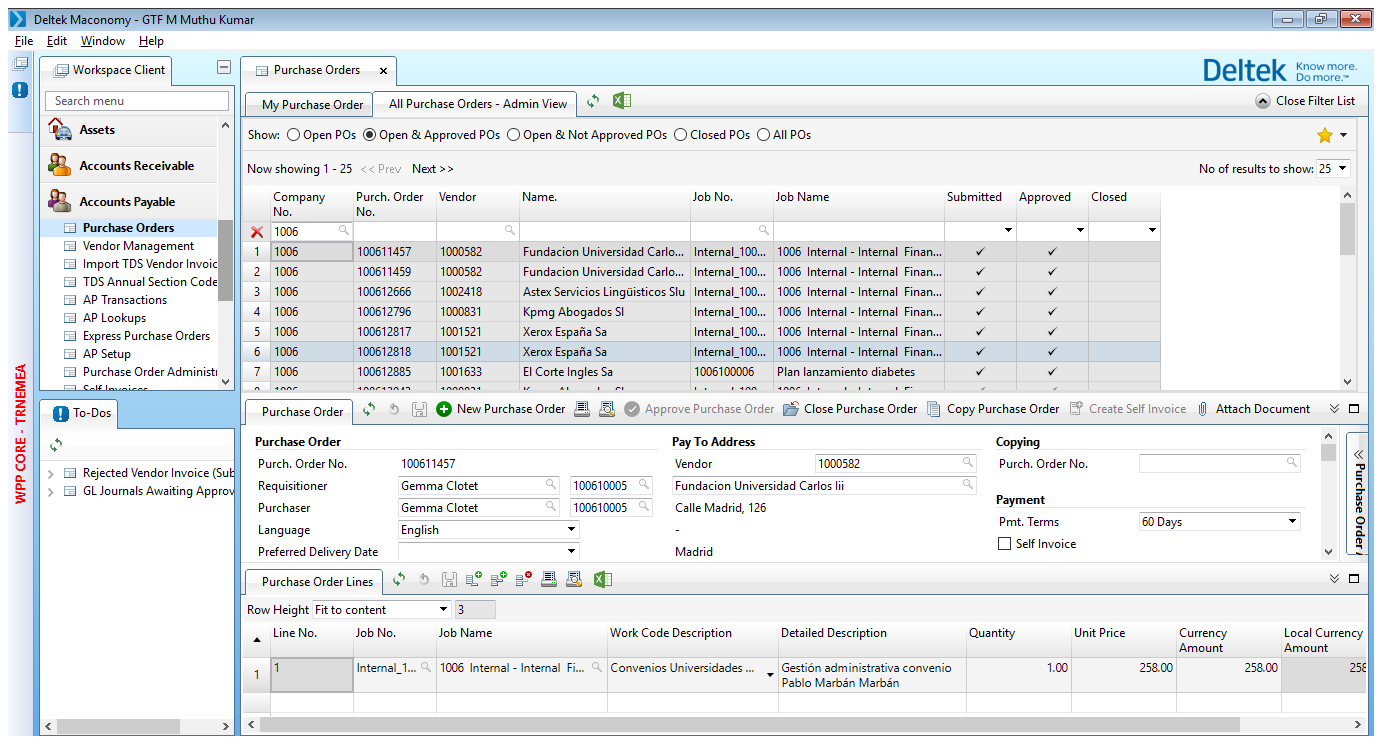 Deltek Maconomy - GTF M Muthu Kumar
File Edit Window Help
Workspace Client
Search menu
Assets
Accounts Receivable
Accounts Payable
Purchase Orders
Vendor Management
Import TDS Vendor Invoic
TDS Annual Section Code
AP Transactions
AP Lookups
Express Purchase Orders
AP Setup
Purchase Order Administr
Self Invoices
WPP CORE - TRNEMEA
To-Dos
Rejected Vendor Invoice (Sub
GL Journals Awaiting Approv
Purchase Orders x
Deltek Know more.
Do more.™
My Purchase Order All Purchase Orders - Admin View Close Filter List
Show: Open POs Open & Approved POs Open & Not Approved POs Closed POs All POs
Now showing 1 - 25 << Prev Next >> No of results to show: 25
Company No. Purch. Order No. Vendor Name. Job No. Job Name Submitted Approved Closed
1006
1 1006 100611457 1000582 Fundacion Universidad Carlo... Internal_100... 1006 Internal - Internal Finan... ✓ ✓
2 1006 100611459 1000582 Fundacion Universidad Carlo... Internal_100... 1006 Internal - Internal Finan... ✓ ✓
3 1006 100612666 1002418 Astex Servicios Lingüisticos Slu Internal_100... 1006 Internal - Internal Finan... ✓ ✓
4 1006 100612796 1000831 Kpmg Abogados Sl Internal_100... 1006 Internal - Internal Finan... ✓ ✓
5 1006 100612817 1001521 Xerox España Sa Internal_100... 1006 Internal - Internal Finan... ✓ ✓
6 1006 100612818 1001521 Xerox España Sa Internal_100... 1006 Internal - Internal Finan... ✓ ✓
7 1006 100612885 1001633 El Corte Ingles Sa 1006100006 Plan lanzamiento diabetes ✓ ✓
Purchase Order New Purchase Order Approve Purchase Order Close Purchase Order Copy Purchase Order Create Self Invoice Attach Document
Purchase Order Pay To Address Copying
Purch. Order No. 100611457 Vendor 1000582 Purch. Order No.
Requisitioner Gemma Clotet 100610005 Fundacion Universidad Carlos Iii
Payment
Purchaser Gemma Clotet 100610005 Calle Madrid, 126
Language English - Pmt. Terms 60 Days
Preferred Delivery Date Madrid Self Invoice
Purchase Order
Purchase Order Lines
Row Height Fit to content 3
Line No. Job No. Job Name Work Code Description Detailed Description Quantity Unit Price Currency Amount Local Currency Amount
1 1 Internal_1... 1006 Internal - Internal Fi... Convenios Universidades ... Gestión administrativa convenio 1.00 258.00 258.00 258
Pablo Marbán Marbán